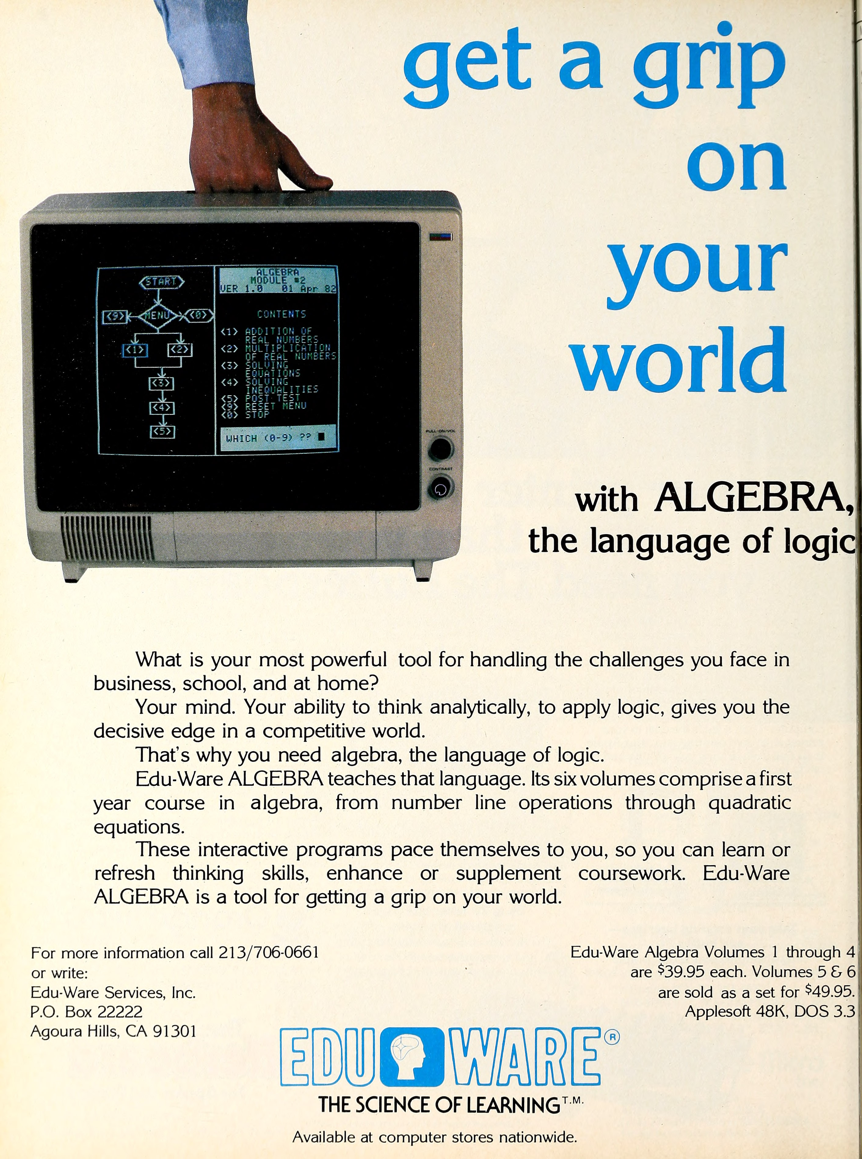 get a grip
on
your
world
with ALGEBRA,
the language of logic
START
<9> MENU <0>
<1> <2>
<3>
<4>
<5>
ALGEBRA
MODULE #2
VER 1.0 01 Apr 82
CONTENTS
<1> ADDITION OF
REAL NUMBERS
<2> MULTIPLICATION
OF REAL NUMBERS
<3> SOLVING
EQUATIONS
<4> SOLVING
INEQUALITIES
<5> POST TEST
<9> RESET MENU
<0> STOP
WHICH (0-9) ??
PULL-ON/VOL
CONTRAST
What is your most powerful tool for handling the challenges you face in
business, school, and at home?
Your mind. Your ability to think analytically, to apply logic, gives you the
decisive edge in a competitive world.
That's why you need algebra, the language of logic.
Edu-Ware ALGEBRA teaches that language. Its six volumes comprise a first
year course in algebra, from number line operations through quadratic
equations.
These interactive programs pace themselves to you, so you can learn or
refresh thinking skills, enhance or supplement coursework. Edu-Ware
ALGEBRA is a tool for getting a grip on your world.
For more information call 213/706-0661
or write:
Edu-Ware Services, Inc.
P.O. Box 22222
Agoura Hills, CA 91301
Edu-Ware Algebra Volumes 1 through 4
are $39.95 each. Volumes 5 & 6
are sold as a set for $49.95.
Applesoft 48K, DOS 3.3
EDU WARE®
THE SCIENCE OF LEARNING T.M.
Available at computer stores nationwide.